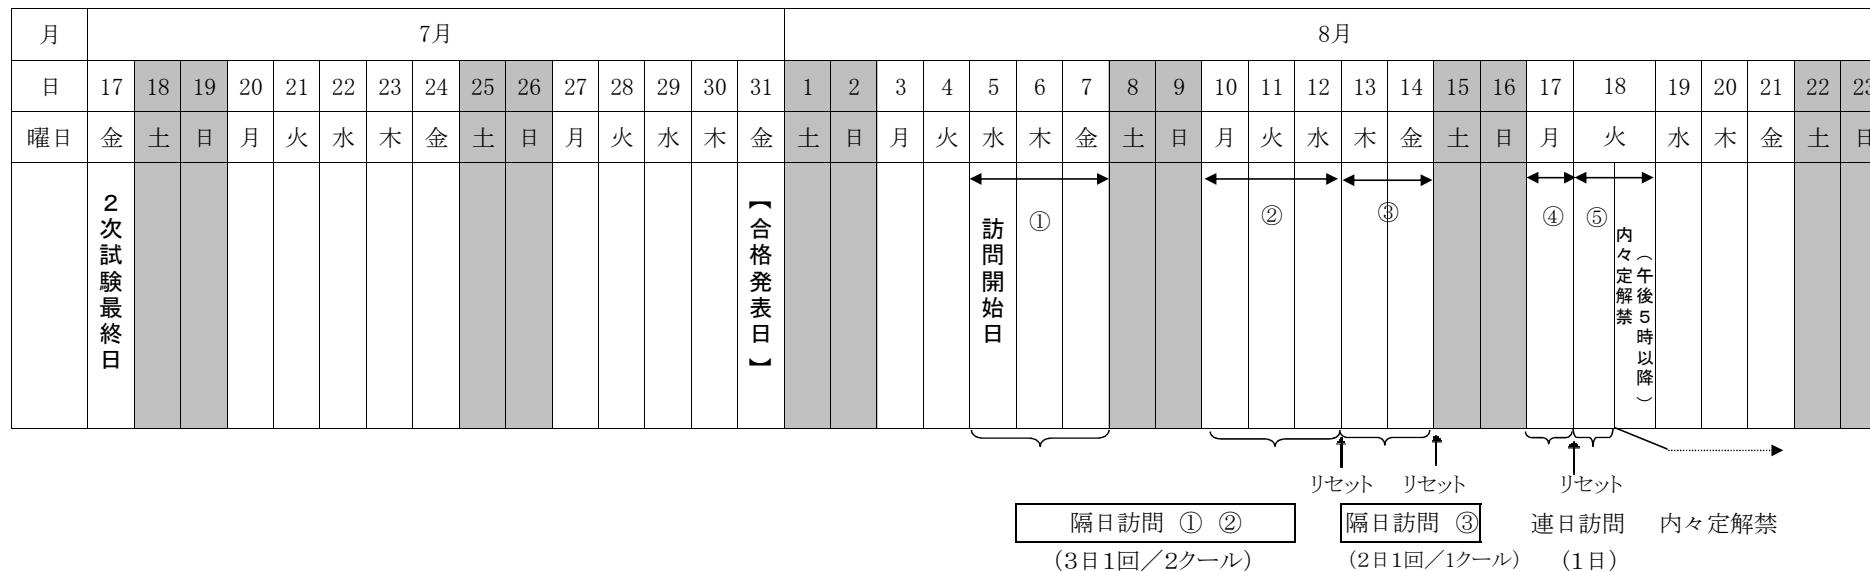 月 7月 8月
日 17 18 19 20 21 22 23 24 25 26 27 28 29 30 31 1 2 3 4 5 6 7 8 9 10 11 12 13 14 15 16 17 18 19 20 21 22 23
曜日 金 土 日 月 火 水 木 金 土 日 月 火 水 木 金 土 日 月 火 水 木 金 土 日 月 火 水 木 金 土 日 月 火 水 木 金 土 日
2次試験最終日
【合格発表日】
訪問開始日
①
②
③
④
⑤
内々定解禁
（午後5時以降）
リセット リセット リセット
隔日訪問 ① ② 隔日訪問 ③ 連日訪問 内々定解禁
(3日1回／2クール) (2日1回／1クール) (1日)